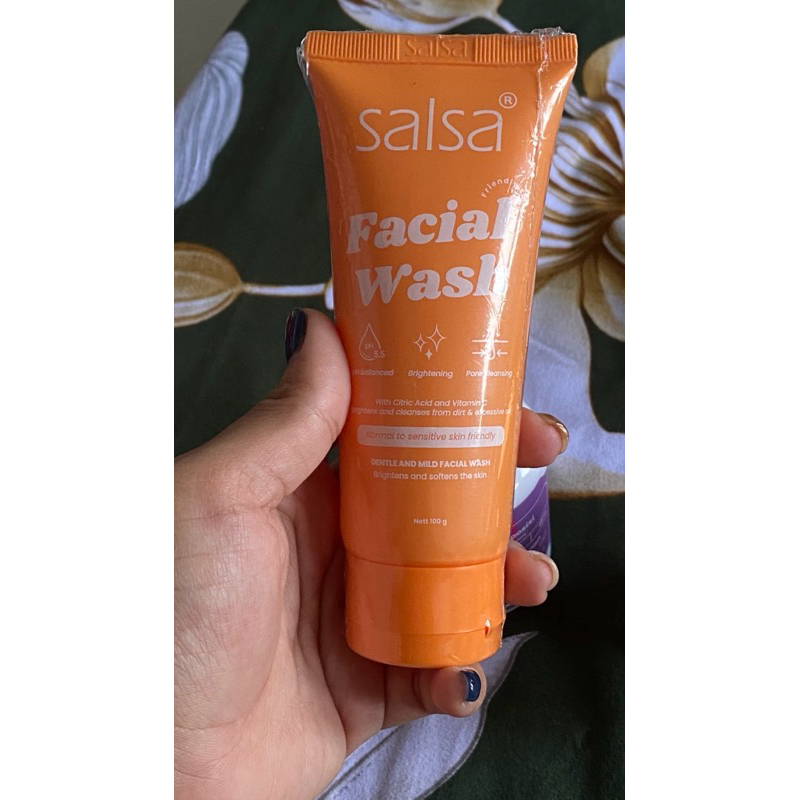 salsa
salsa®
Friendly
Facial
Wash
pH
5.5
balanced
Brightening
Pore Cleansing
With Citric Acid and Vitamin C
brightens and cleanses from dirt & excessive oil
Normal to sensitive skin friendly
GENTLE AND MILD FACIAL WASH
Brightens and softens the skin
Nett 100 g